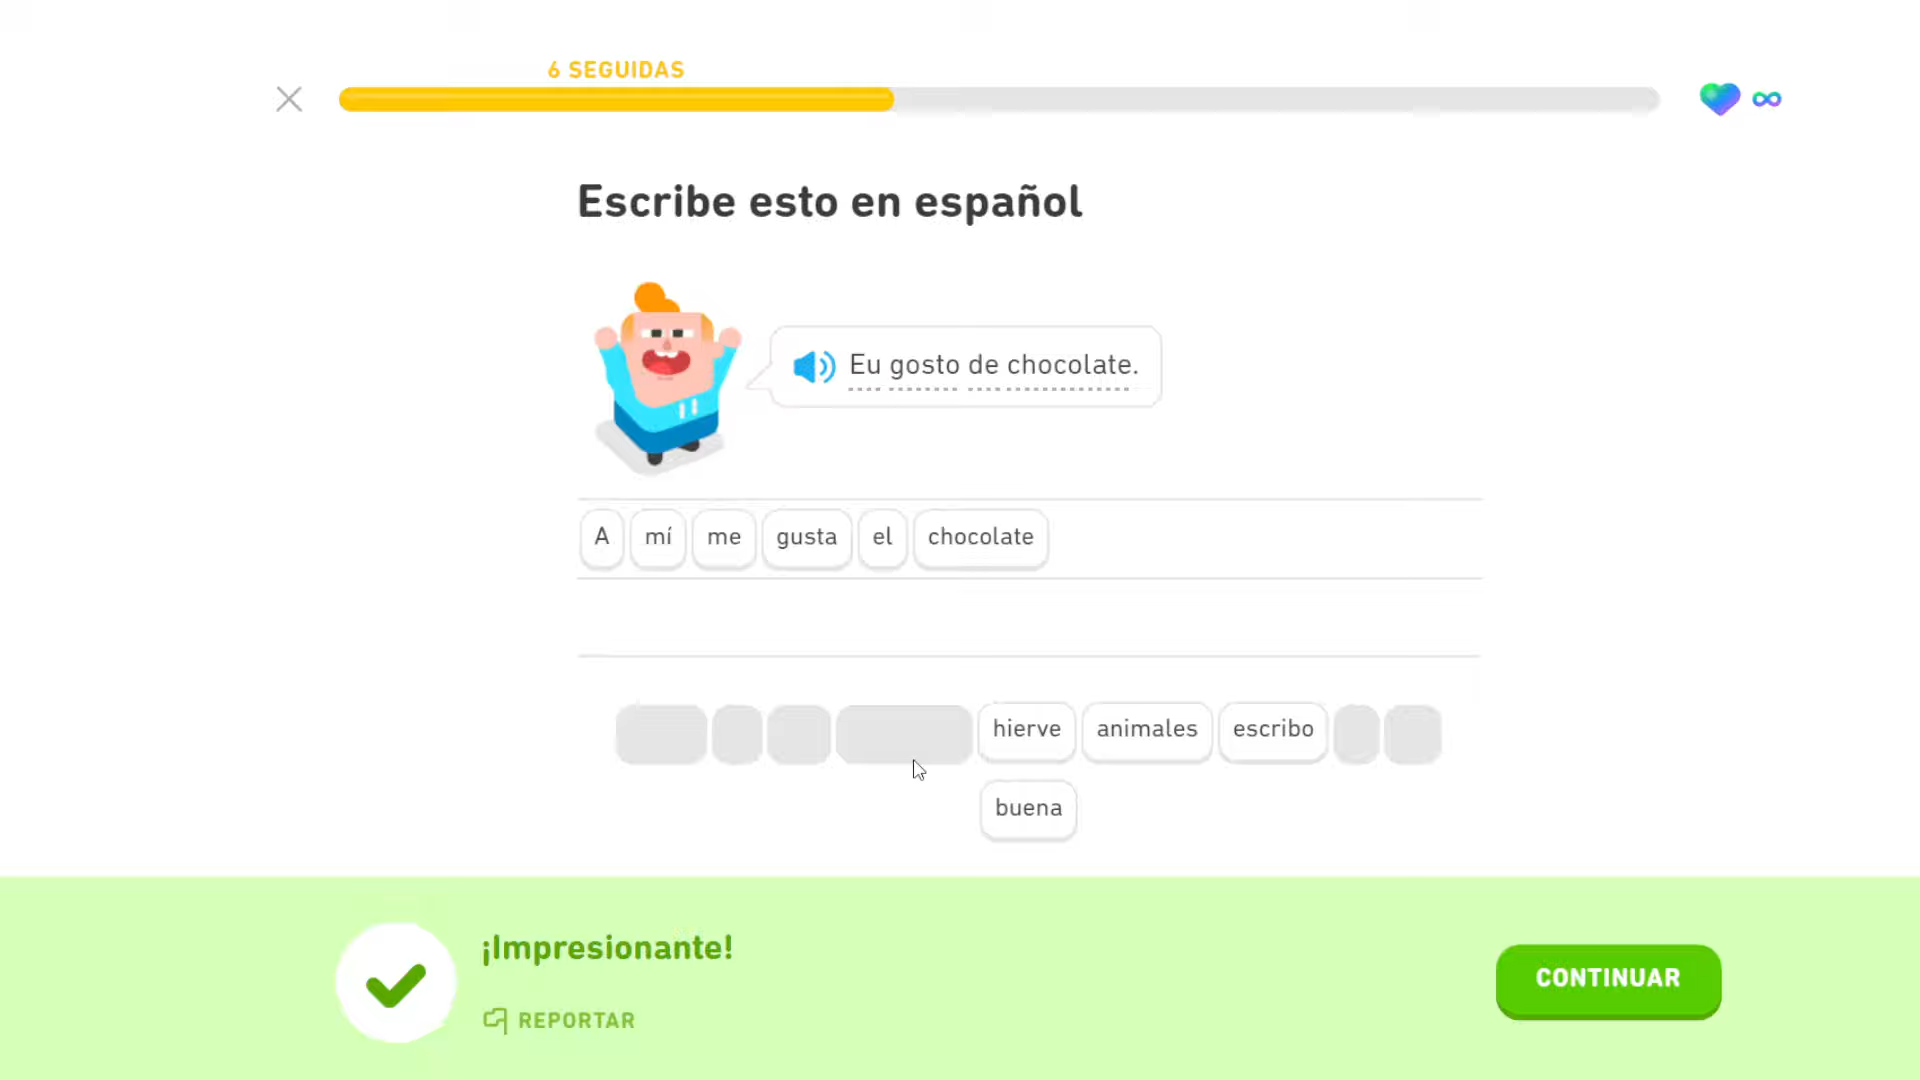 6 SEGUIDAS
Escribe esto en español
Eu gosto de chocolate.
A mí me gusta el chocolate
hierve animales escribo
buena
¡Impresionante!
REPORTAR
CONTINUAR